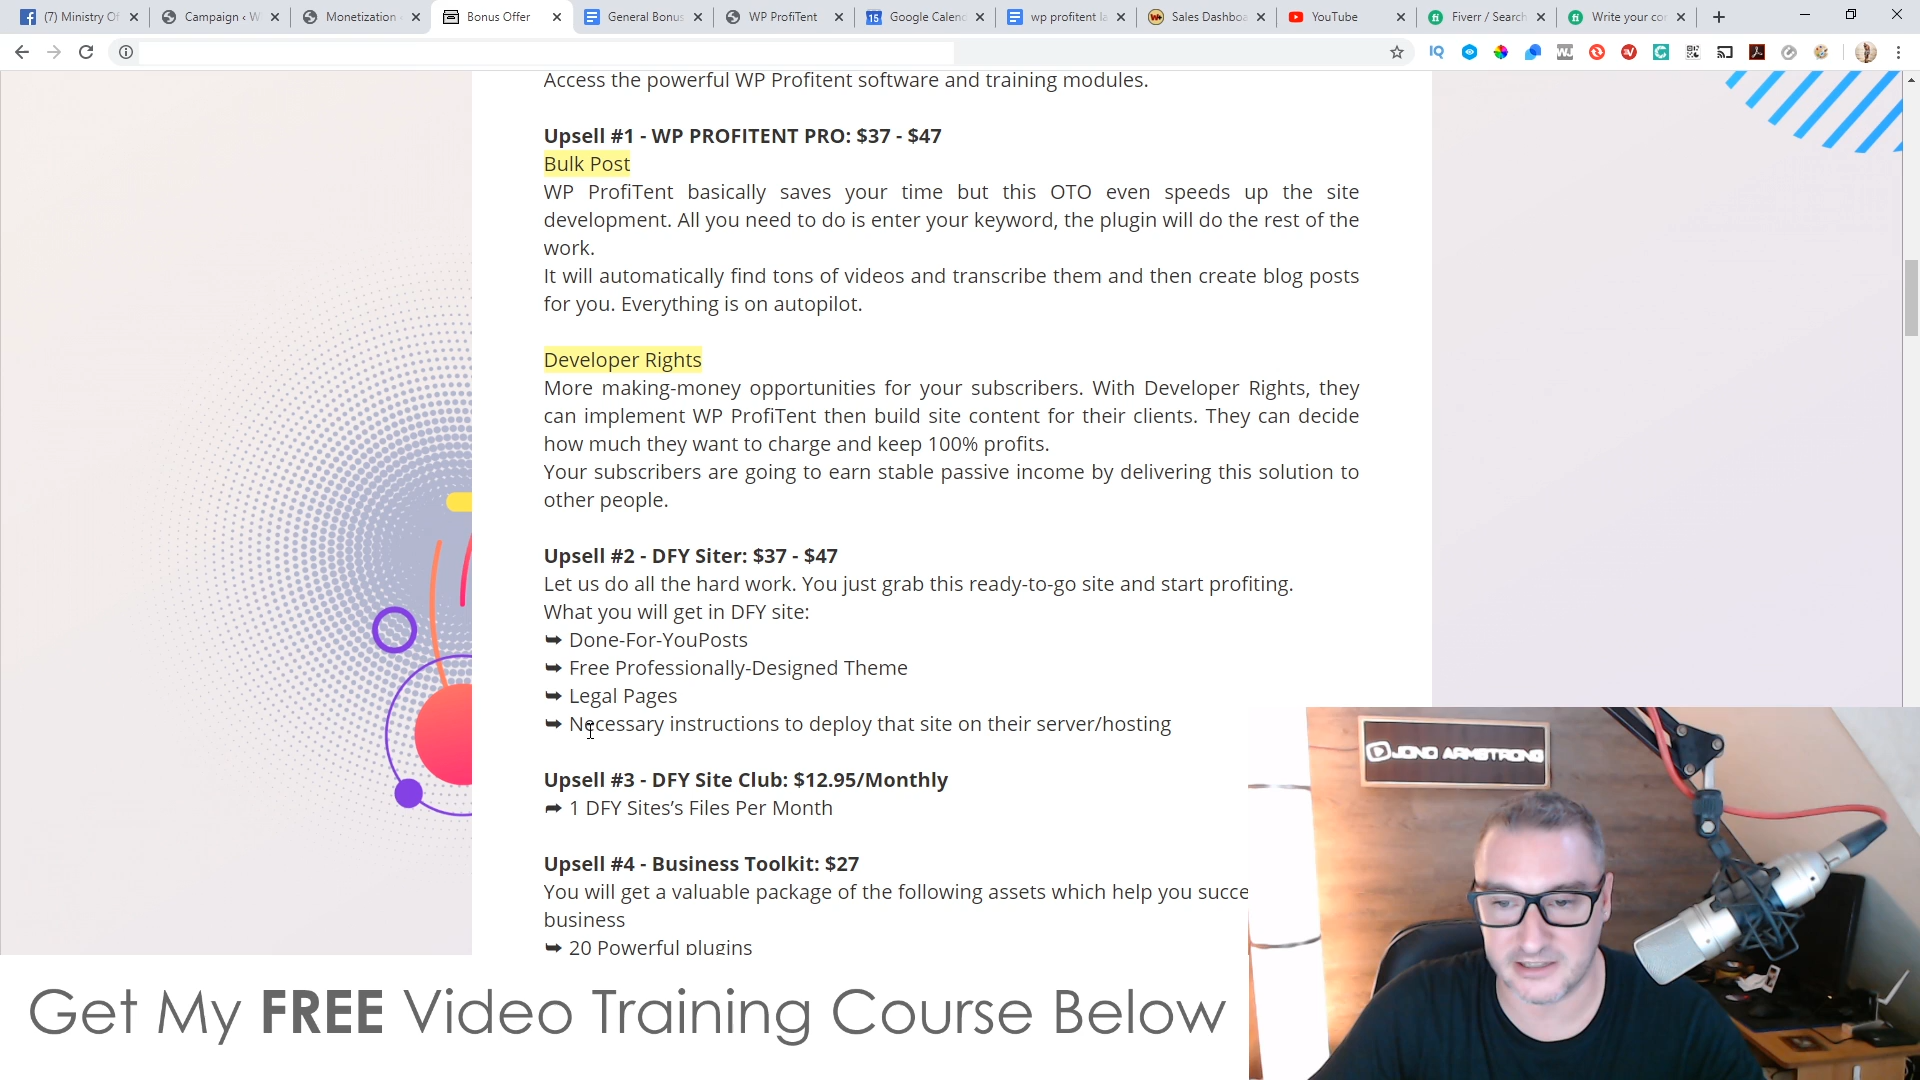 (7) Ministry Of
Campaign ‹ W
Monetization
Bonus Offer
General Bonus
WP ProfiTent
15
Google Calen
wp profitent la
Sales Dashboa
YouTube
Fiverr / Search
Write your co
Access the powerful WP Profitent software and training modules.
Upsell #1 - WP PROFITENT PRO: $37 - $47
Bulk Post
WP ProfiTent basically saves your time but this OTO even speeds up the site
development. All you need to do is enter your keyword, the plugin will do the rest of the
work.
It will automatically find tons of videos and transcribe them and then create blog posts
for you. Everything is on autopilot.
Developer Rights
More making-money opportunities for your subscribers. With Developer Rights, they
can implement WP ProfiTent then build site content for their clients. They can decide
how much they want to charge and keep 100% profits.
Your subscribers are going to earn stable passive income by delivering this solution to
other people.
Upsell #2 - DFY Siter: $37 - $47
Let us do all the hard work. You just grab this ready-to-go site and start profiting.
What you will get in DFY site:
➥ Done-For-YouPosts
➥ Free Professionally-Designed Theme
➥ Legal Pages
➥ Necessary instructions to deploy that site on their server/hosting
Upsell #3 - DFY Site Club: $12.95/Monthly
➦ 1 DFY Sites’s Files Per Month
Upsell #4 - Business Toolkit: $27
You will get a valuable package of the following assets which help you succe
business
➥ 20 Powerful plugins
JONO ARMSTRONG
Get My FREE Video Training Course Below